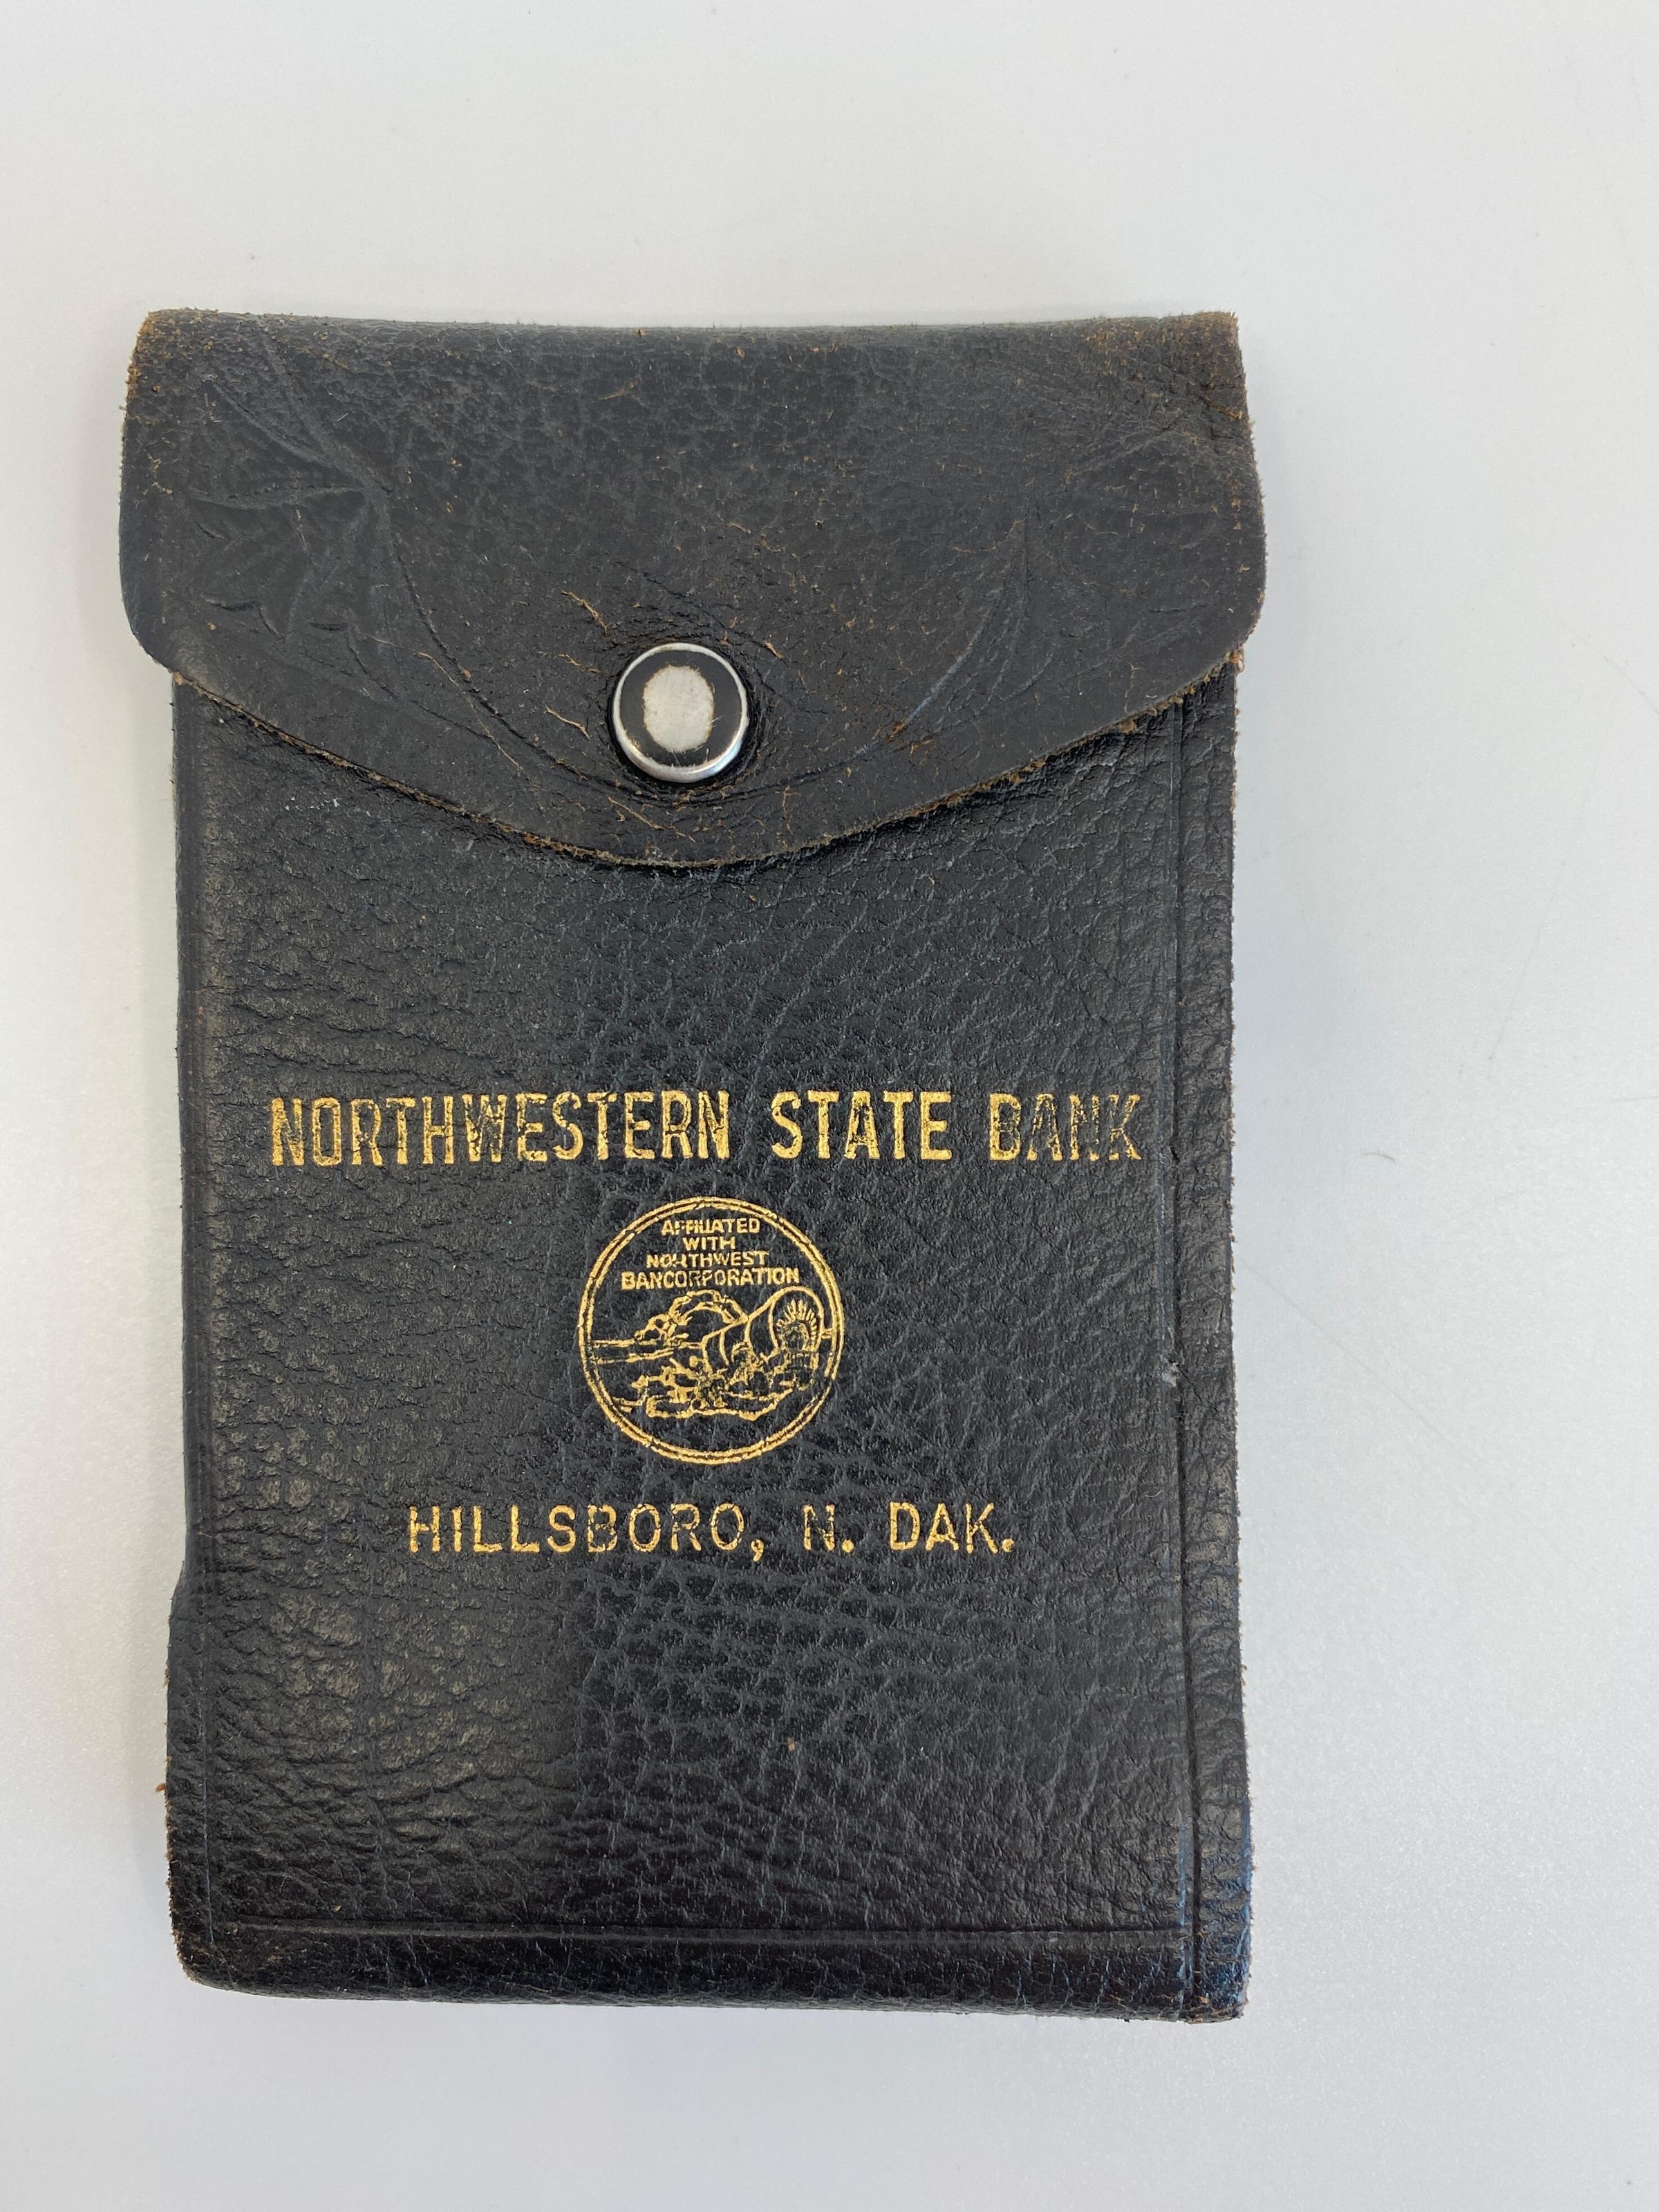 NORTHWESTERN STATE BANK
AFFILIATED
WITH
NORTHWEST
BANCORPORATION
HILLSBORO, N. DAK.